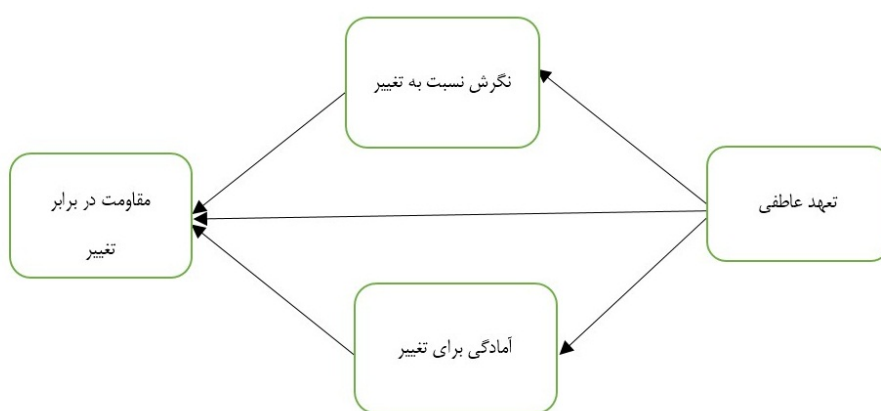 نگرش نسبت به تغییر
تعهد عاطفی
مقاومت در برابر
تغییر
آمادگی برای تغییر